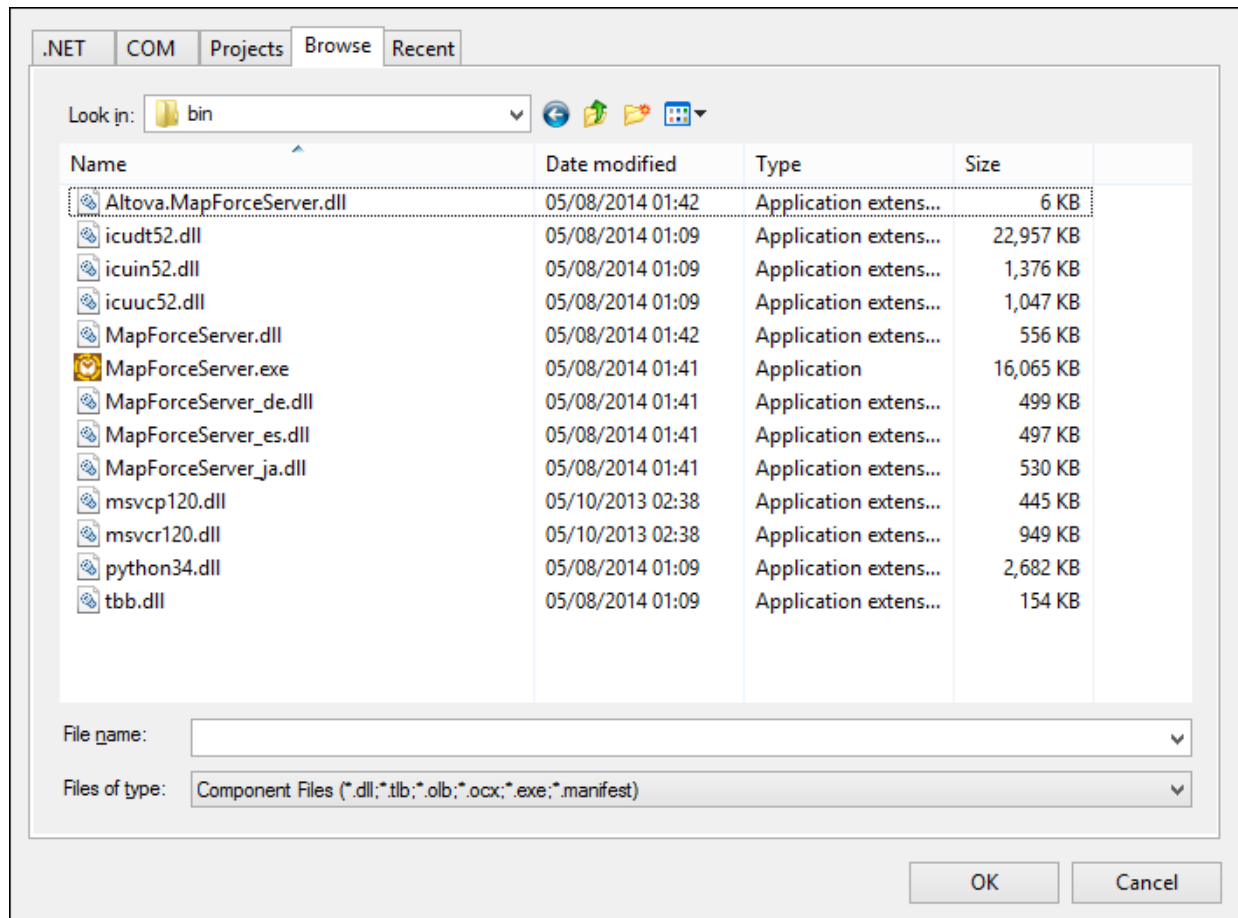 .NET COM Projects Browse Recent
Look in: bin
Name Date modified Type Size
Altova.MapForceServer.dll 05/08/2014 01:42 Application extens... 6 KB
icudt52.dll 05/08/2014 01:09 Application extens... 22,957 KB
icuin52.dll 05/08/2014 01:09 Application extens... 1,376 KB
icuuc52.dll 05/08/2014 01:09 Application extens... 1,047 KB
MapForceServer.dll 05/08/2014 01:42 Application extens... 556 KB
MapForceServer.exe 05/08/2014 01:41 Application 16,065 KB
MapForceServer_de.dll 05/08/2014 01:41 Application extens... 499 KB
MapForceServer_es.dll 05/08/2014 01:41 Application extens... 497 KB
MapForceServer_ja.dll 05/08/2014 01:41 Application extens... 530 KB
msvcp120.dll 05/10/2013 02:38 Application extens... 445 KB
msvcr120.dll 05/10/2013 02:38 Application extens... 949 KB
python34.dll 05/08/2014 01:09 Application extens... 2,682 KB
tbb.dll 05/08/2014 01:09 Application extens... 154 KB
File name:
Files of type: Component Files (*.dll;*.tlb;*.olb;*.ocx;*.exe;*.manifest)
OK Cancel